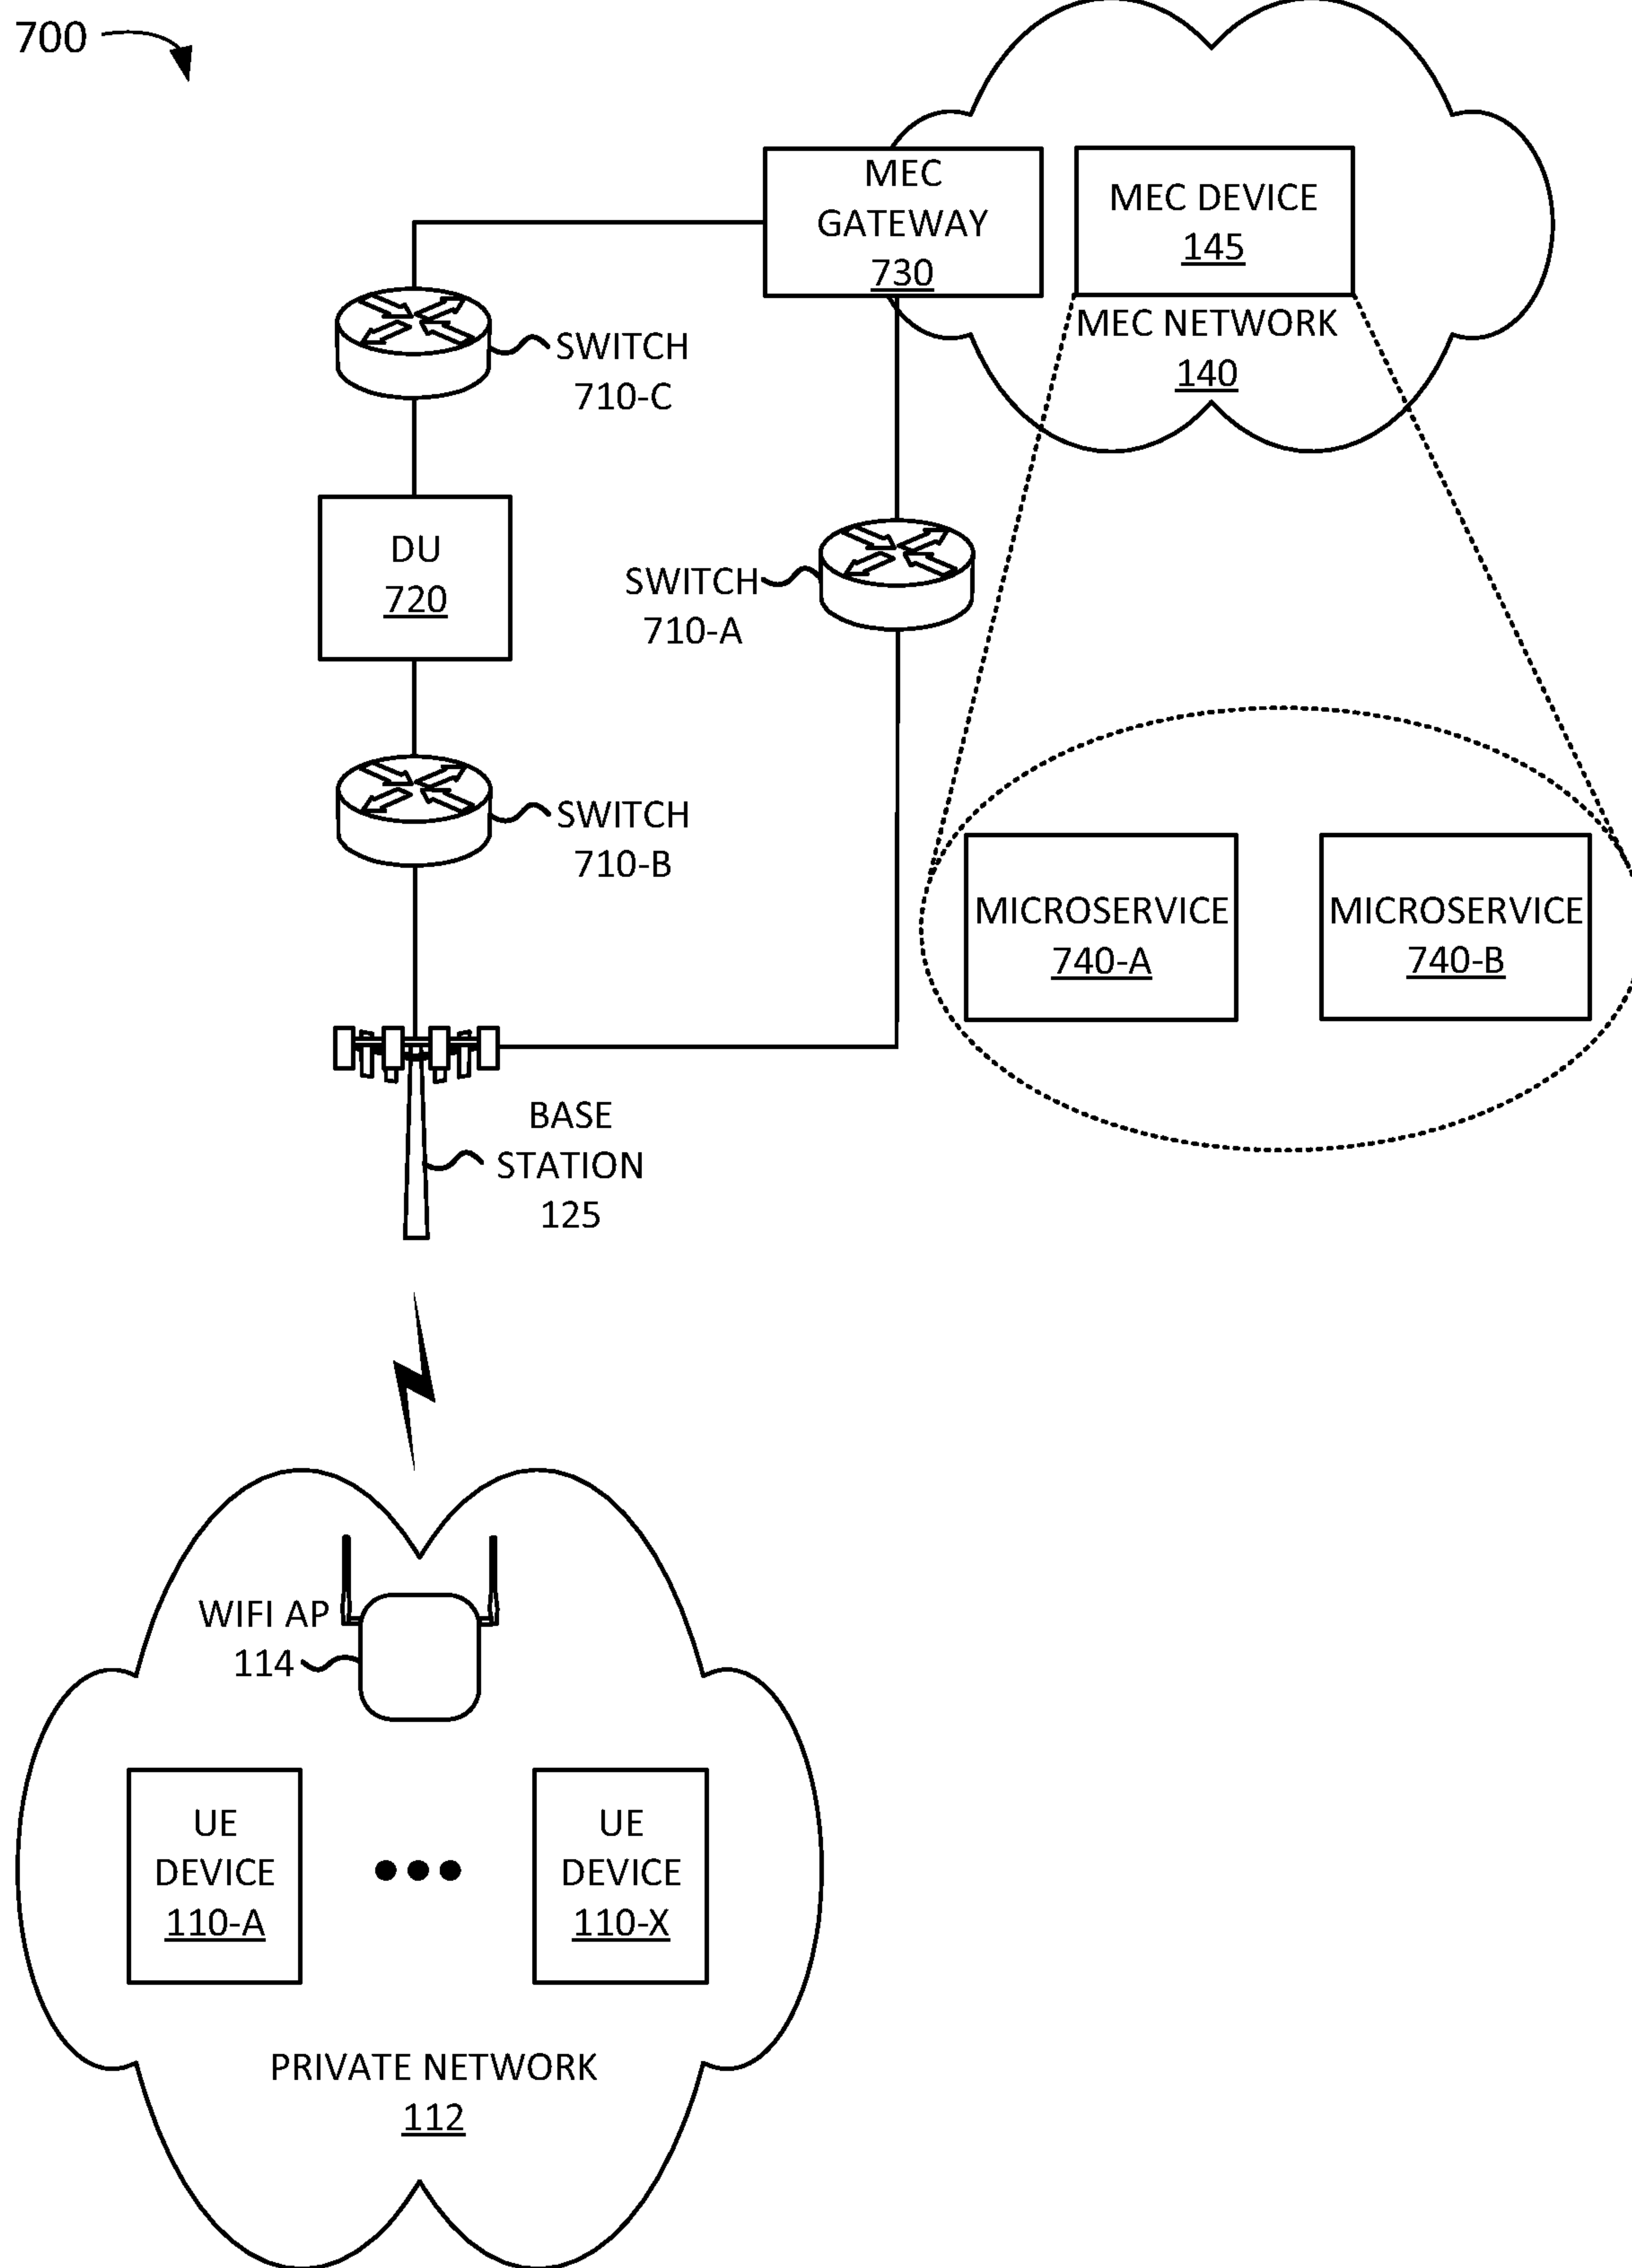 700
MEC
GATEWAY
730
MEC DEVICE
145
MEC NETWORK
140
SWITCH
710-C
DU
720
SWITCH
710-A
SWITCH
710-B
MICROSERVICE
740-A
MICROSERVICE
740-B
BASE
STATION
125
WIFI AP
114
UE
DEVICE
110-A
UE
DEVICE
110-X
PRIVATE NETWORK
112